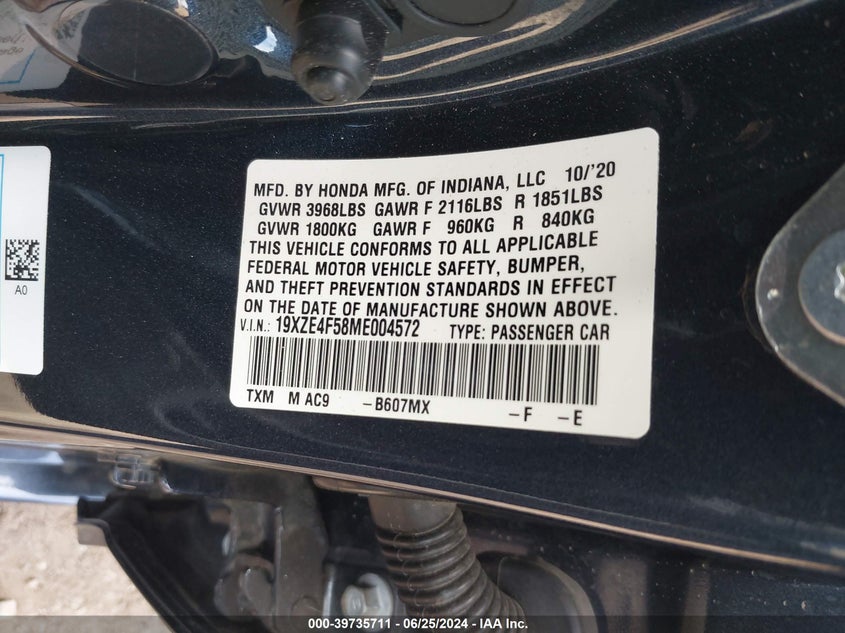 MFD. BY HONDA MFG. OF INDIANA, LLC 10/'20
GVWR 3968LBS GAWR F 2116LBS R 1851LBS
GVWR 1800KG GAWR F 960KG R 840KG
THIS VEHICLE CONFORMS TO ALL APPLICABLE
FEDERAL MOTOR VEHICLE SAFETY, BUMPER,
AND THEFT PREVENTION STANDARDS IN EFFECT
ON THE DATE OF MANUFACTURE SHOWN ABOVE.
V.I.N.: 19XZE4F58ME004572 TYPE: PASSENGER CAR
TXM M AC9 -B607MX -F -E
A0
000-39735711 - 06/25/2024 - IAA Inc.